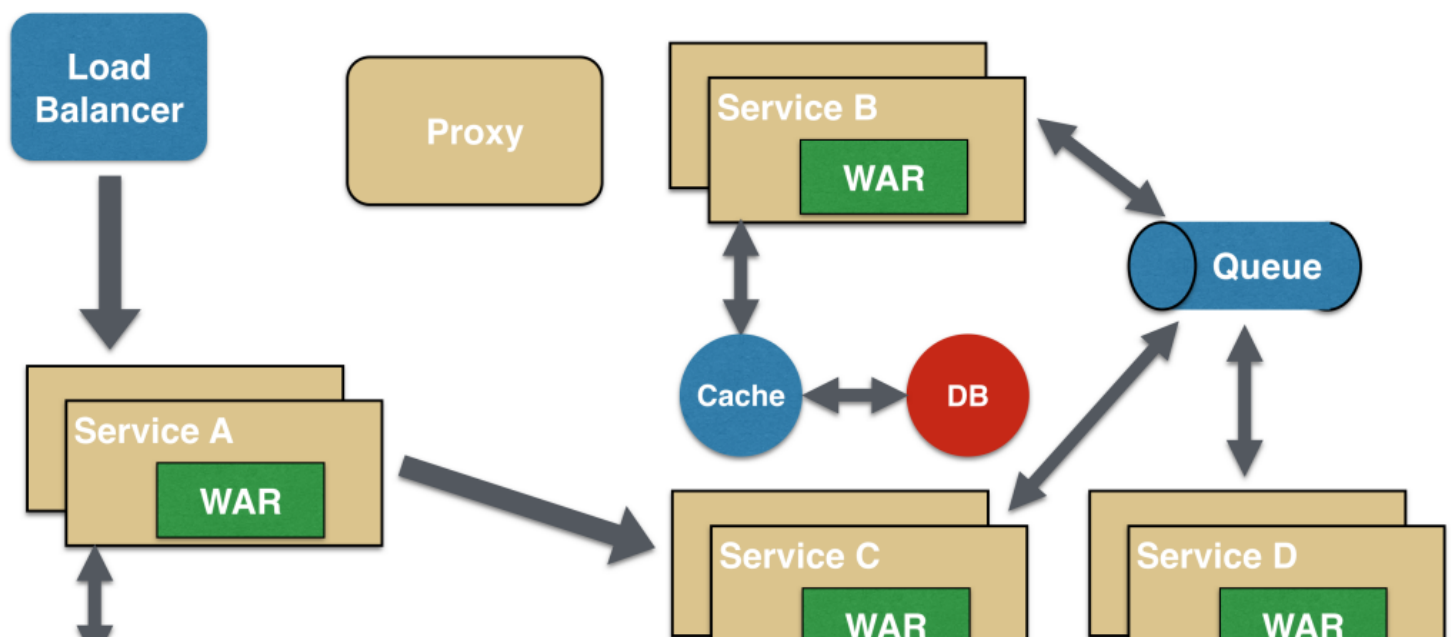 Load
Balancer
Proxy
Service B
WAR
Queue
Cache
DB
Service A
WAR
Service C
WAR
Service D
WAR